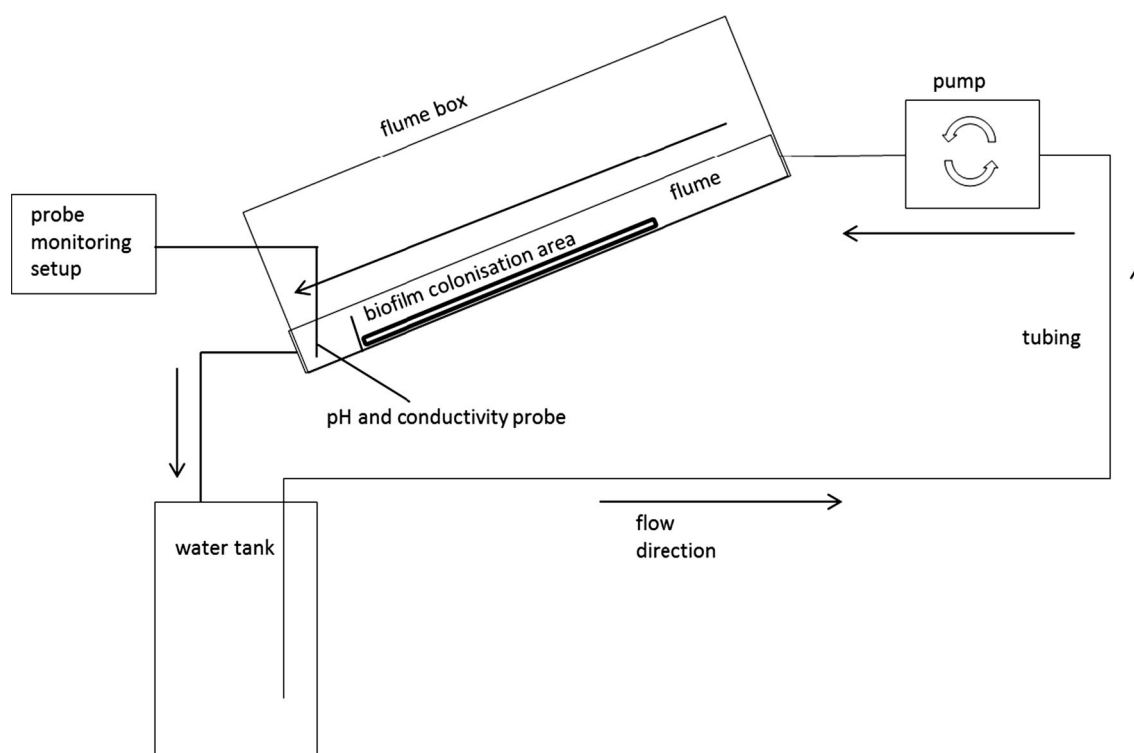 pump
flume box
flume
probe
monitoring
setup
biofilm colonisation area
tubing
pH and conductivity probe
flow
direction
water tank